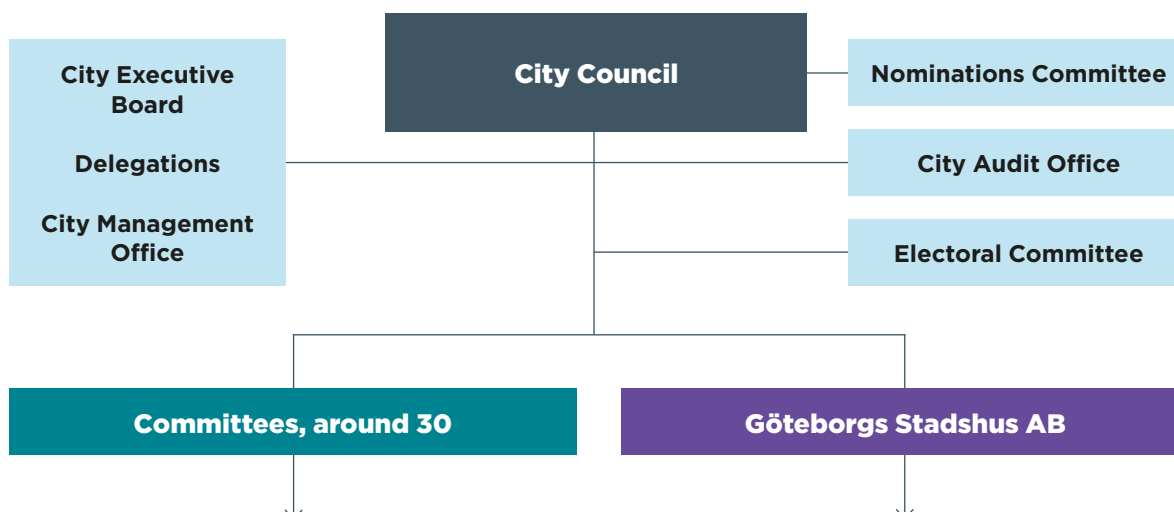 City Council
City Executive
Board
Delegations
City Management
Office
Nominations Committee
City Audit Office
Electoral Committee
Committees, around 30
Göteborgs Stadshus AB